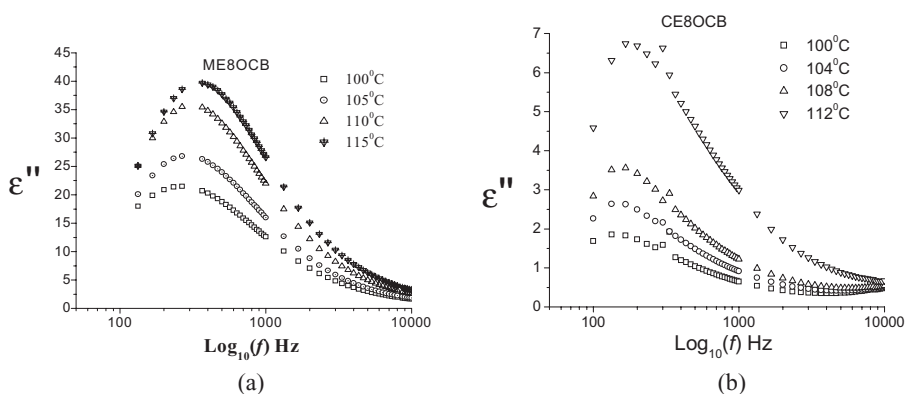 ME8OCB
45
40
35
30
25
20
15
10
5
0
ε"
100⁰C
105⁰C
110⁰C
115⁰C
100 1000 10000
Log₁₀(f) Hz
(a)
CE8OCB
7
6
5
4
3
2
1
0
ε"
100⁰C
104⁰C
108⁰C
112⁰C
100 1000 10000
Log₁₀(f) Hz
(b)